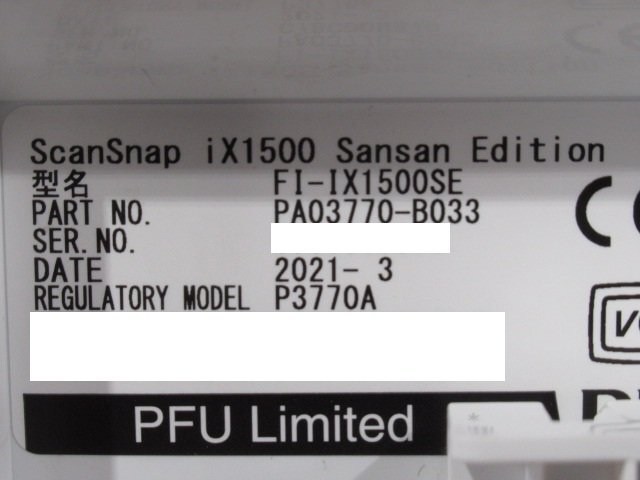 ScanSnap iX1500 Sansan Edition
型名 FI-IX1500SE
PART NO. PA03770-B033
SER.NO.
DATE 2021- 3
REGULATORY MODEL P3770A
PFU Limited